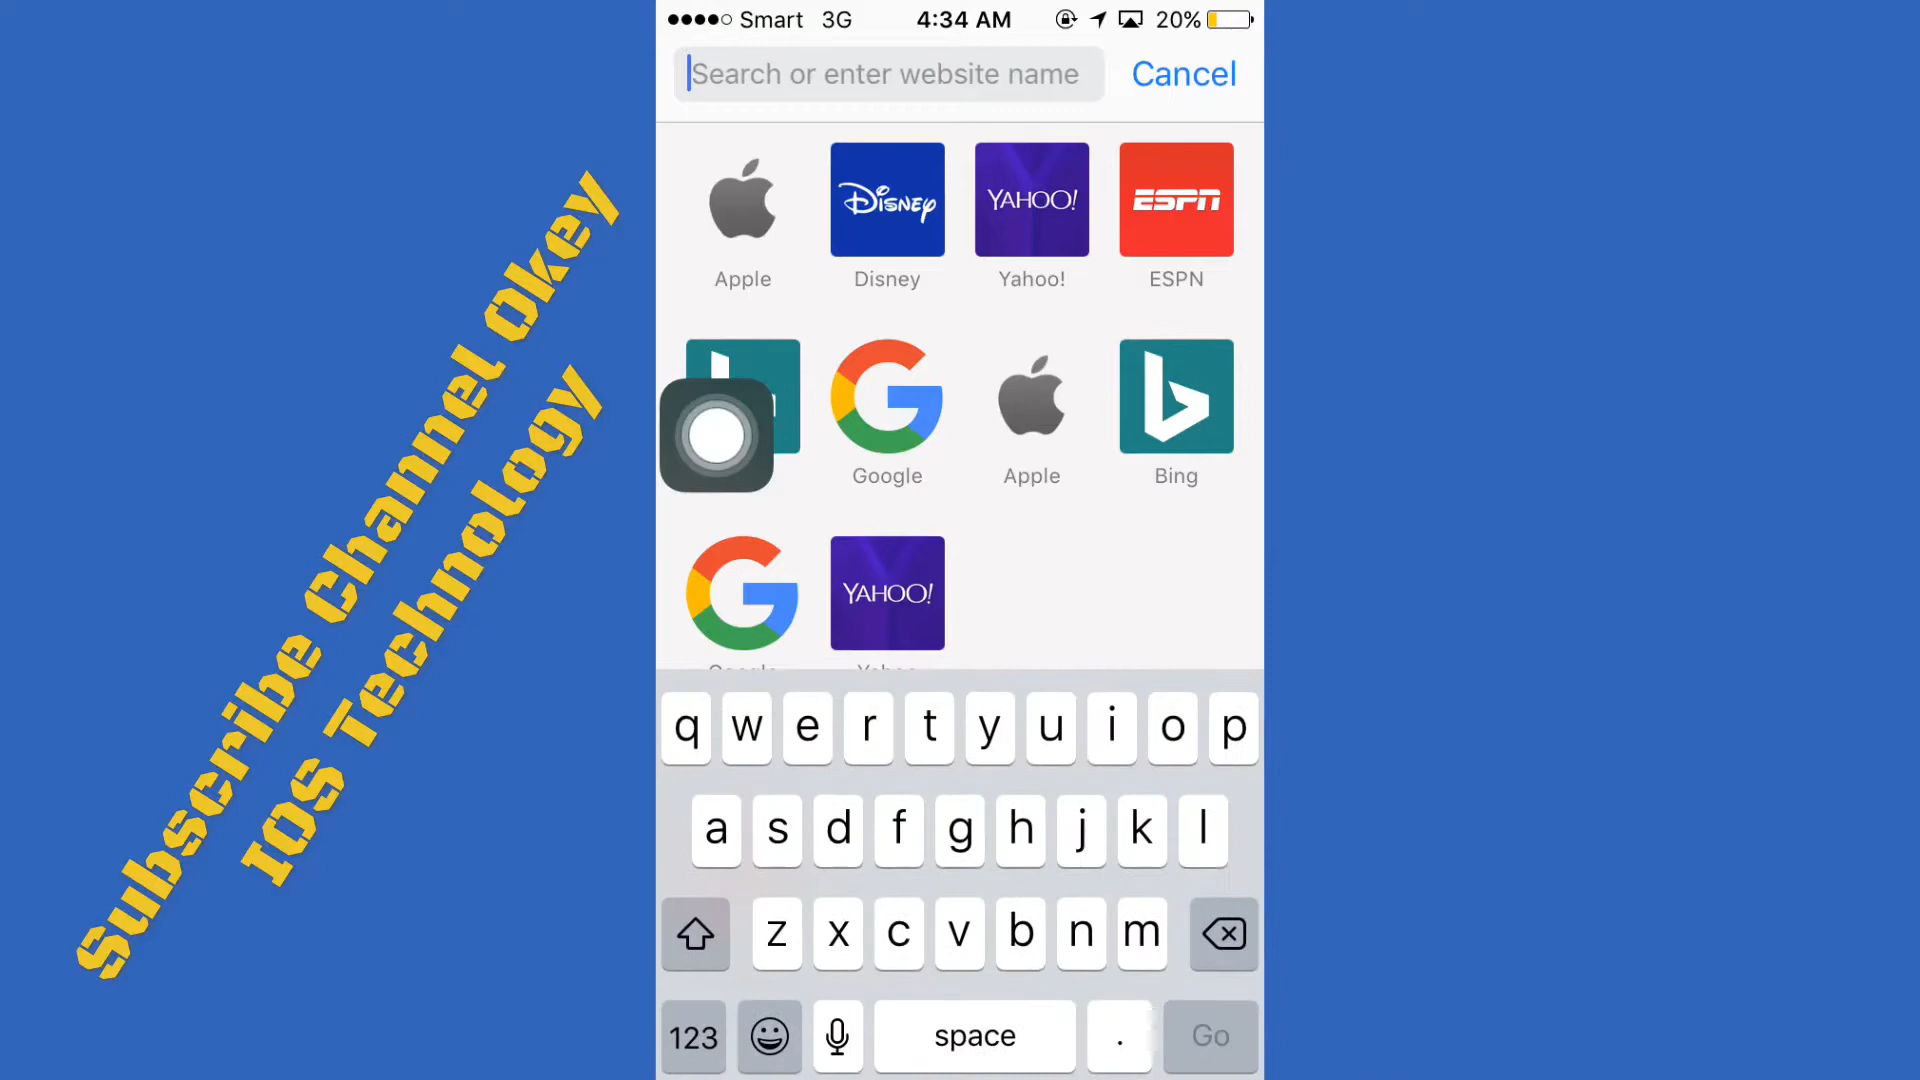 Smart 3G 4:34 AM 20%
Search or enter website name Cancel
Disney YAHOO! ESPN
Apple Disney Yahoo! ESPN
Google Apple Bing
YAHOO!
q w e r t y u i o p
a s d f g h j k l
z x c v b n m
123 space . Go
Subscribe Channel Okey
IOS Technology